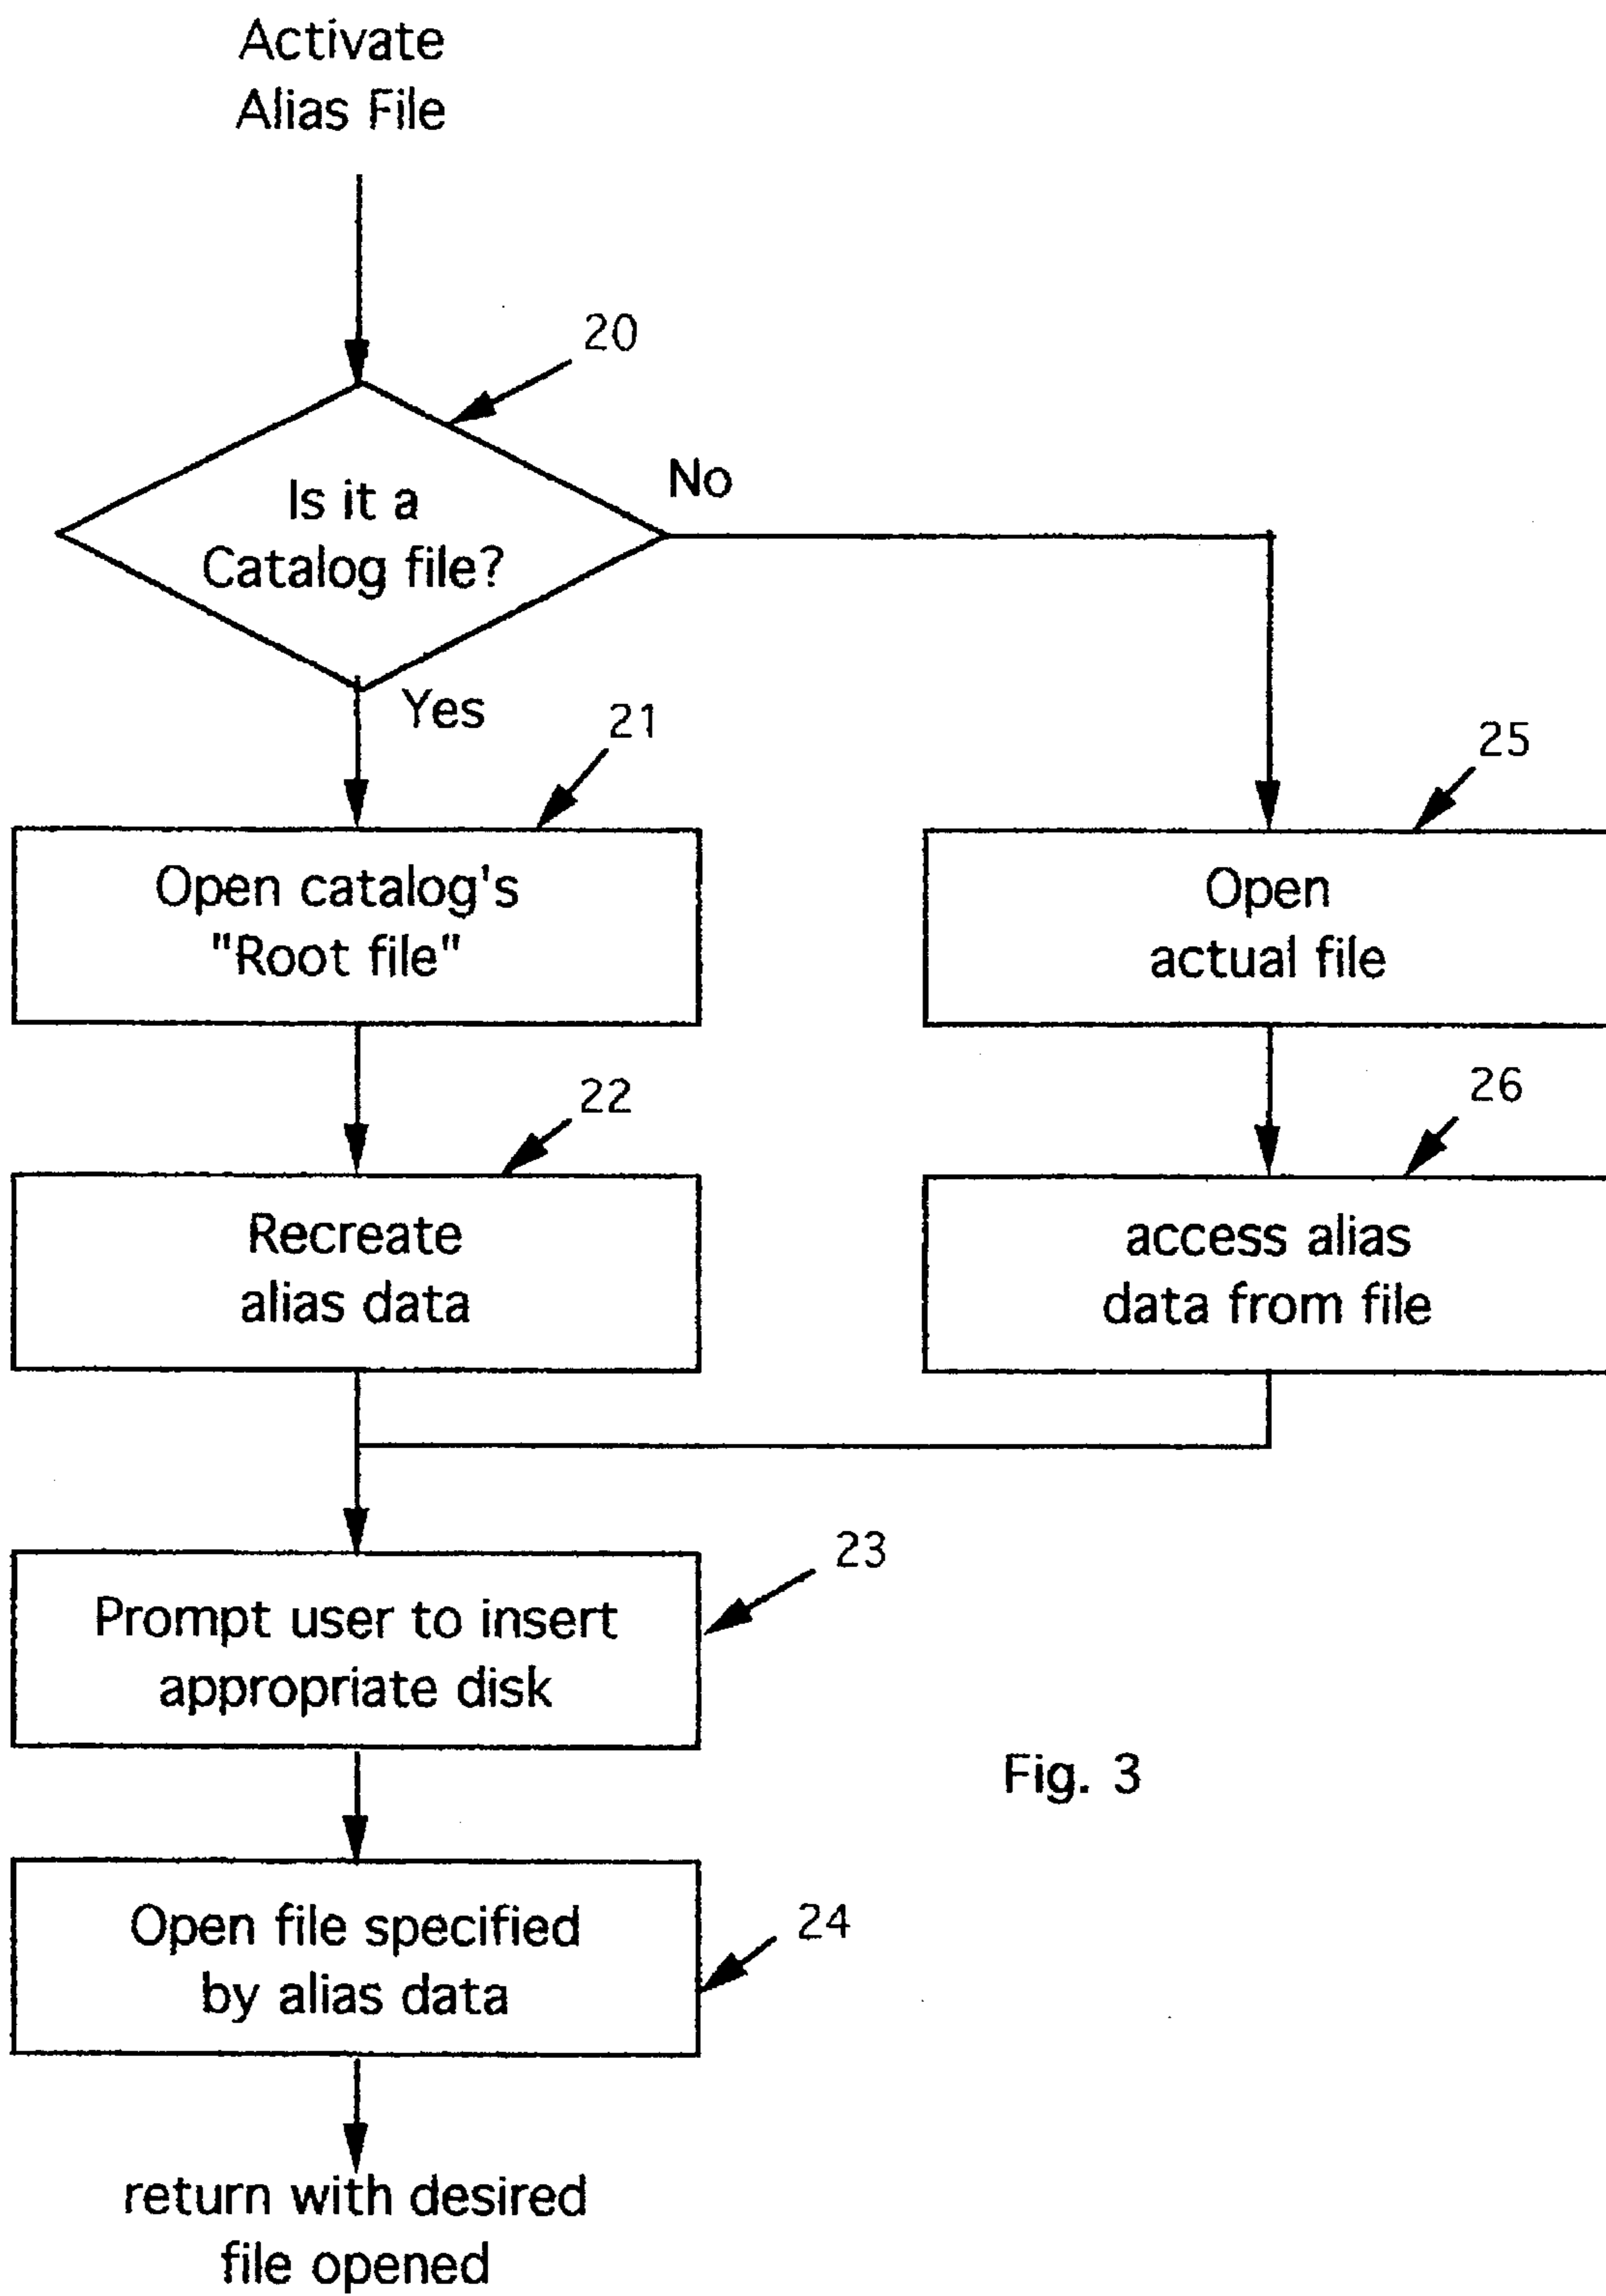 Activate
Alias File
20
Is it a
Catalog file?
No
Yes
21
Open catalog's
"Root file"
25
Open
actual file
22
Recreate
alias data
26
access alias
data from file
23
Prompt user to insert
appropriate disk
Fig. 3
24
Open file specified
by alias data
return with desired
file opened